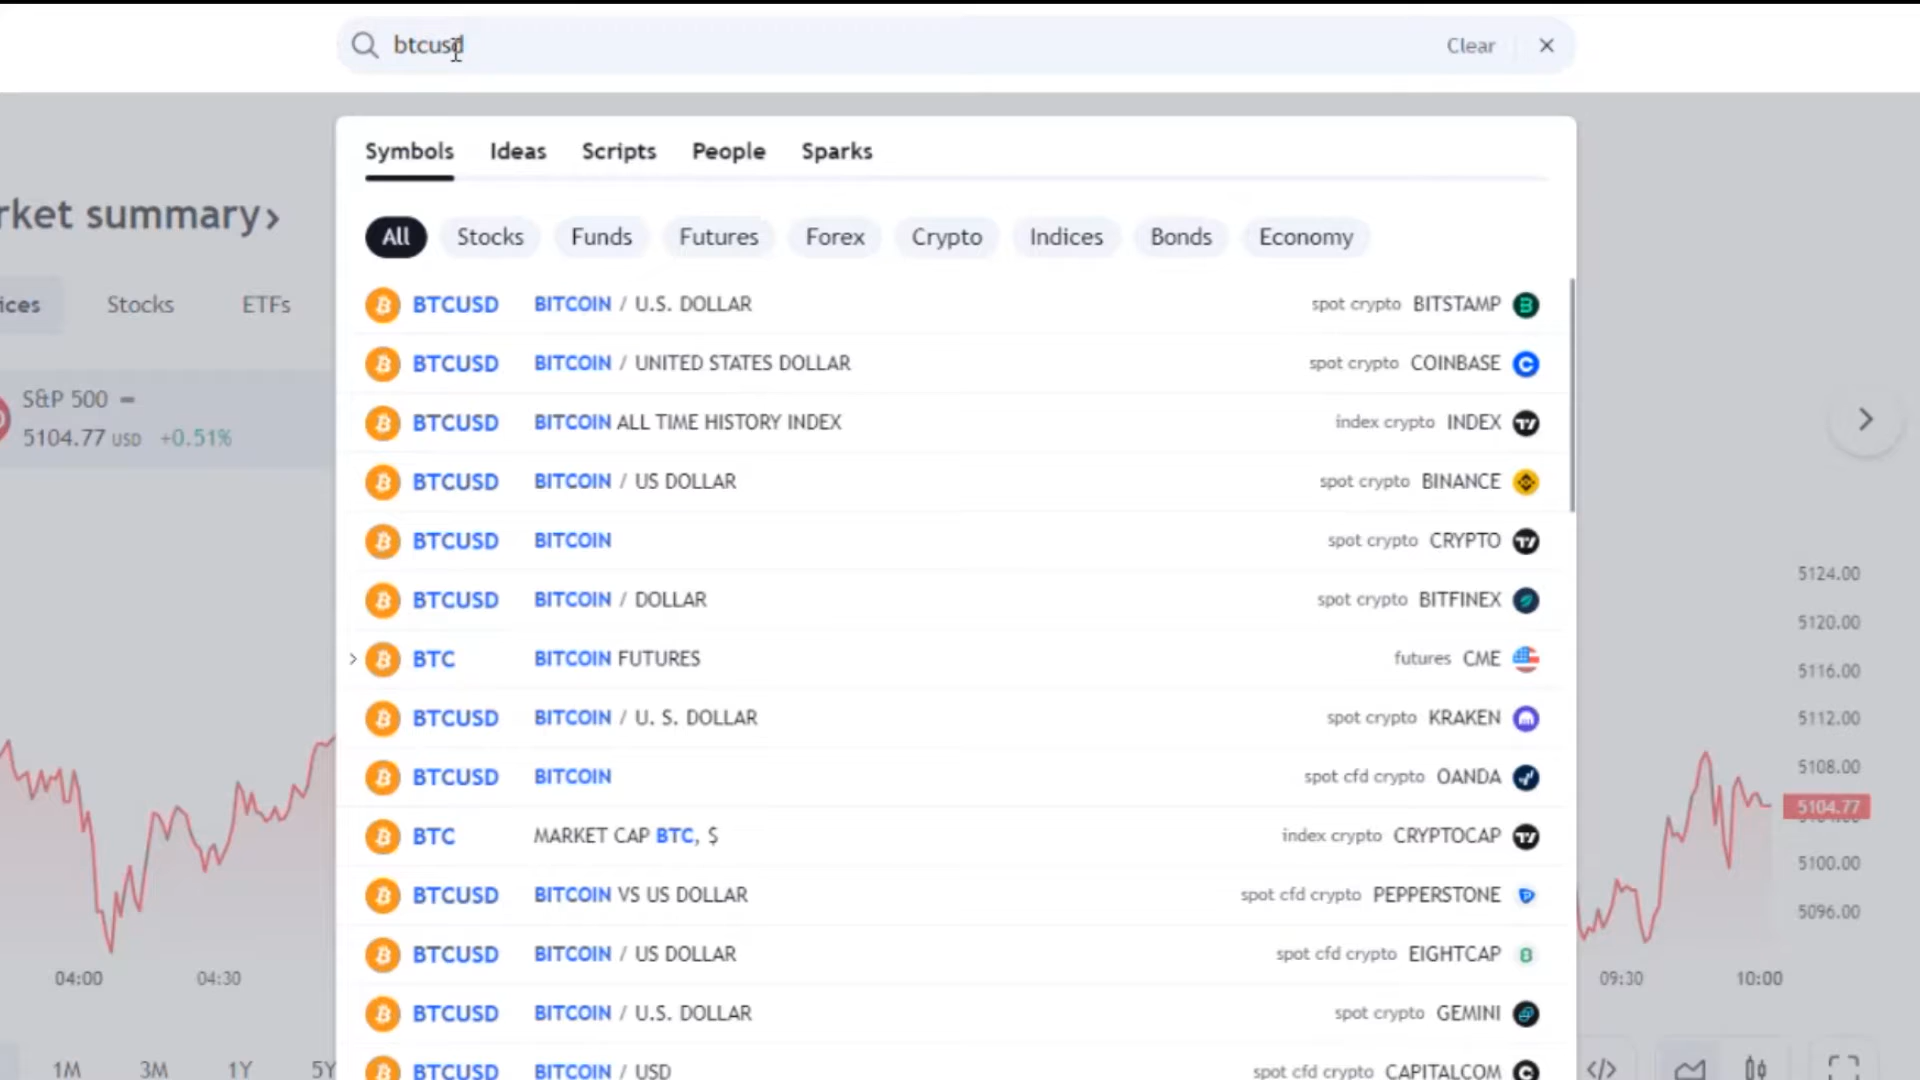 btcusd
Clear
Symbols Ideas Scripts People Sparks
rket summary
All Stocks Funds Futures Forex Crypto Indices Bonds Economy
ices Stocks ETFs
BTCUSD BITCOIN / U.S. DOLLAR spot crypto BITSTAMP
BTCUSD BITCOIN / UNITED STATES DOLLAR spot crypto COINBASE
S&P 500
BTCUSD BITCOIN ALL TIME HISTORY INDEX index crypto INDEX
5104.77 USD +0.51%
BTCUSD BITCOIN / US DOLLAR spot crypto BINANCE
BTCUSD BITCOIN spot crypto CRYPTO
5124.00
BTCUSD BITCOIN / DOLLAR spot crypto BITFINEX
5120.00
BTC BITCOIN FUTURES futures CME
5116.00
BTCUSD BITCOIN / U. S. DOLLAR spot crypto KRAKEN
5112.00
BTCUSD BITCOIN spot cfd crypto OANDA
5108.00
5104.77
BTC MARKET CAP BTC, $ index crypto CRYPTOCAP
5100.00
BTCUSD BITCOIN VS US DOLLAR spot cfd crypto PEPPERSTONE
5096.00
BTCUSD BITCOIN / US DOLLAR spot cfd crypto EIGHTCAP
04:00 04:30 09:30 10:00
BTCUSD BITCOIN / U.S. DOLLAR spot crypto GEMINI
1M 3M 1Y 5Y
BTCUSD BITCOIN / USD spot cfd crypto CAPITALCOM